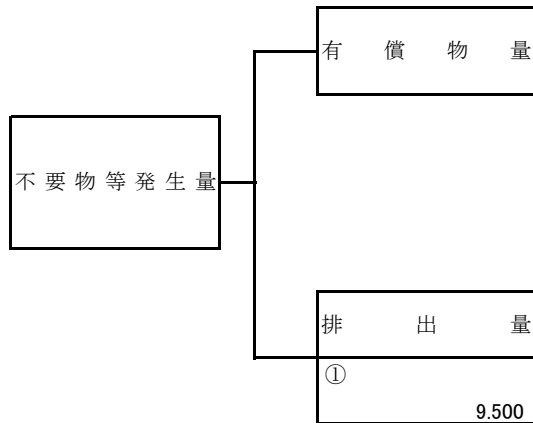 有償物量
不要物等発生量
排出量
①
9.500